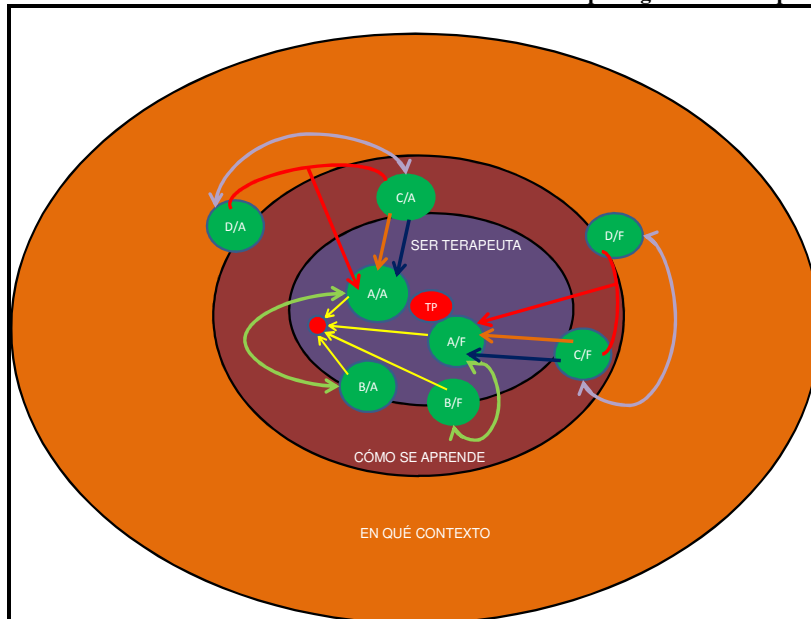 C/A
D/A
D/F
SER TERAPEUTA
A/A
TP
A/F
C/F
B/A
B/F
CÓMO SE APRENDE
EN QUÉ CONTEXTO